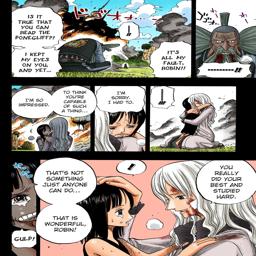 IS IT
TRUE THAT
YOU CAN
READ THE
PONEGLIFF?!
I KEPT
MY EYES
ON YOU,
AND YET...
IT'S
ALL MY
FAULT,
ROBIN!!
!
I'M SO
IMPRESSED.
TO THINK
YOU'RE
CAPABLE
OF SUCH
A THING...
I'M
SORRY.
I HAD
TO.
!!
YOU
REALLY
DID YOUR
BEST AND
STUDIED
HARD.
THAT'S NOT
SOMETHING
JUST
ANYONE
CAN DO...
THAT IS
WONDERFUL,
ROBIN!
GULP!